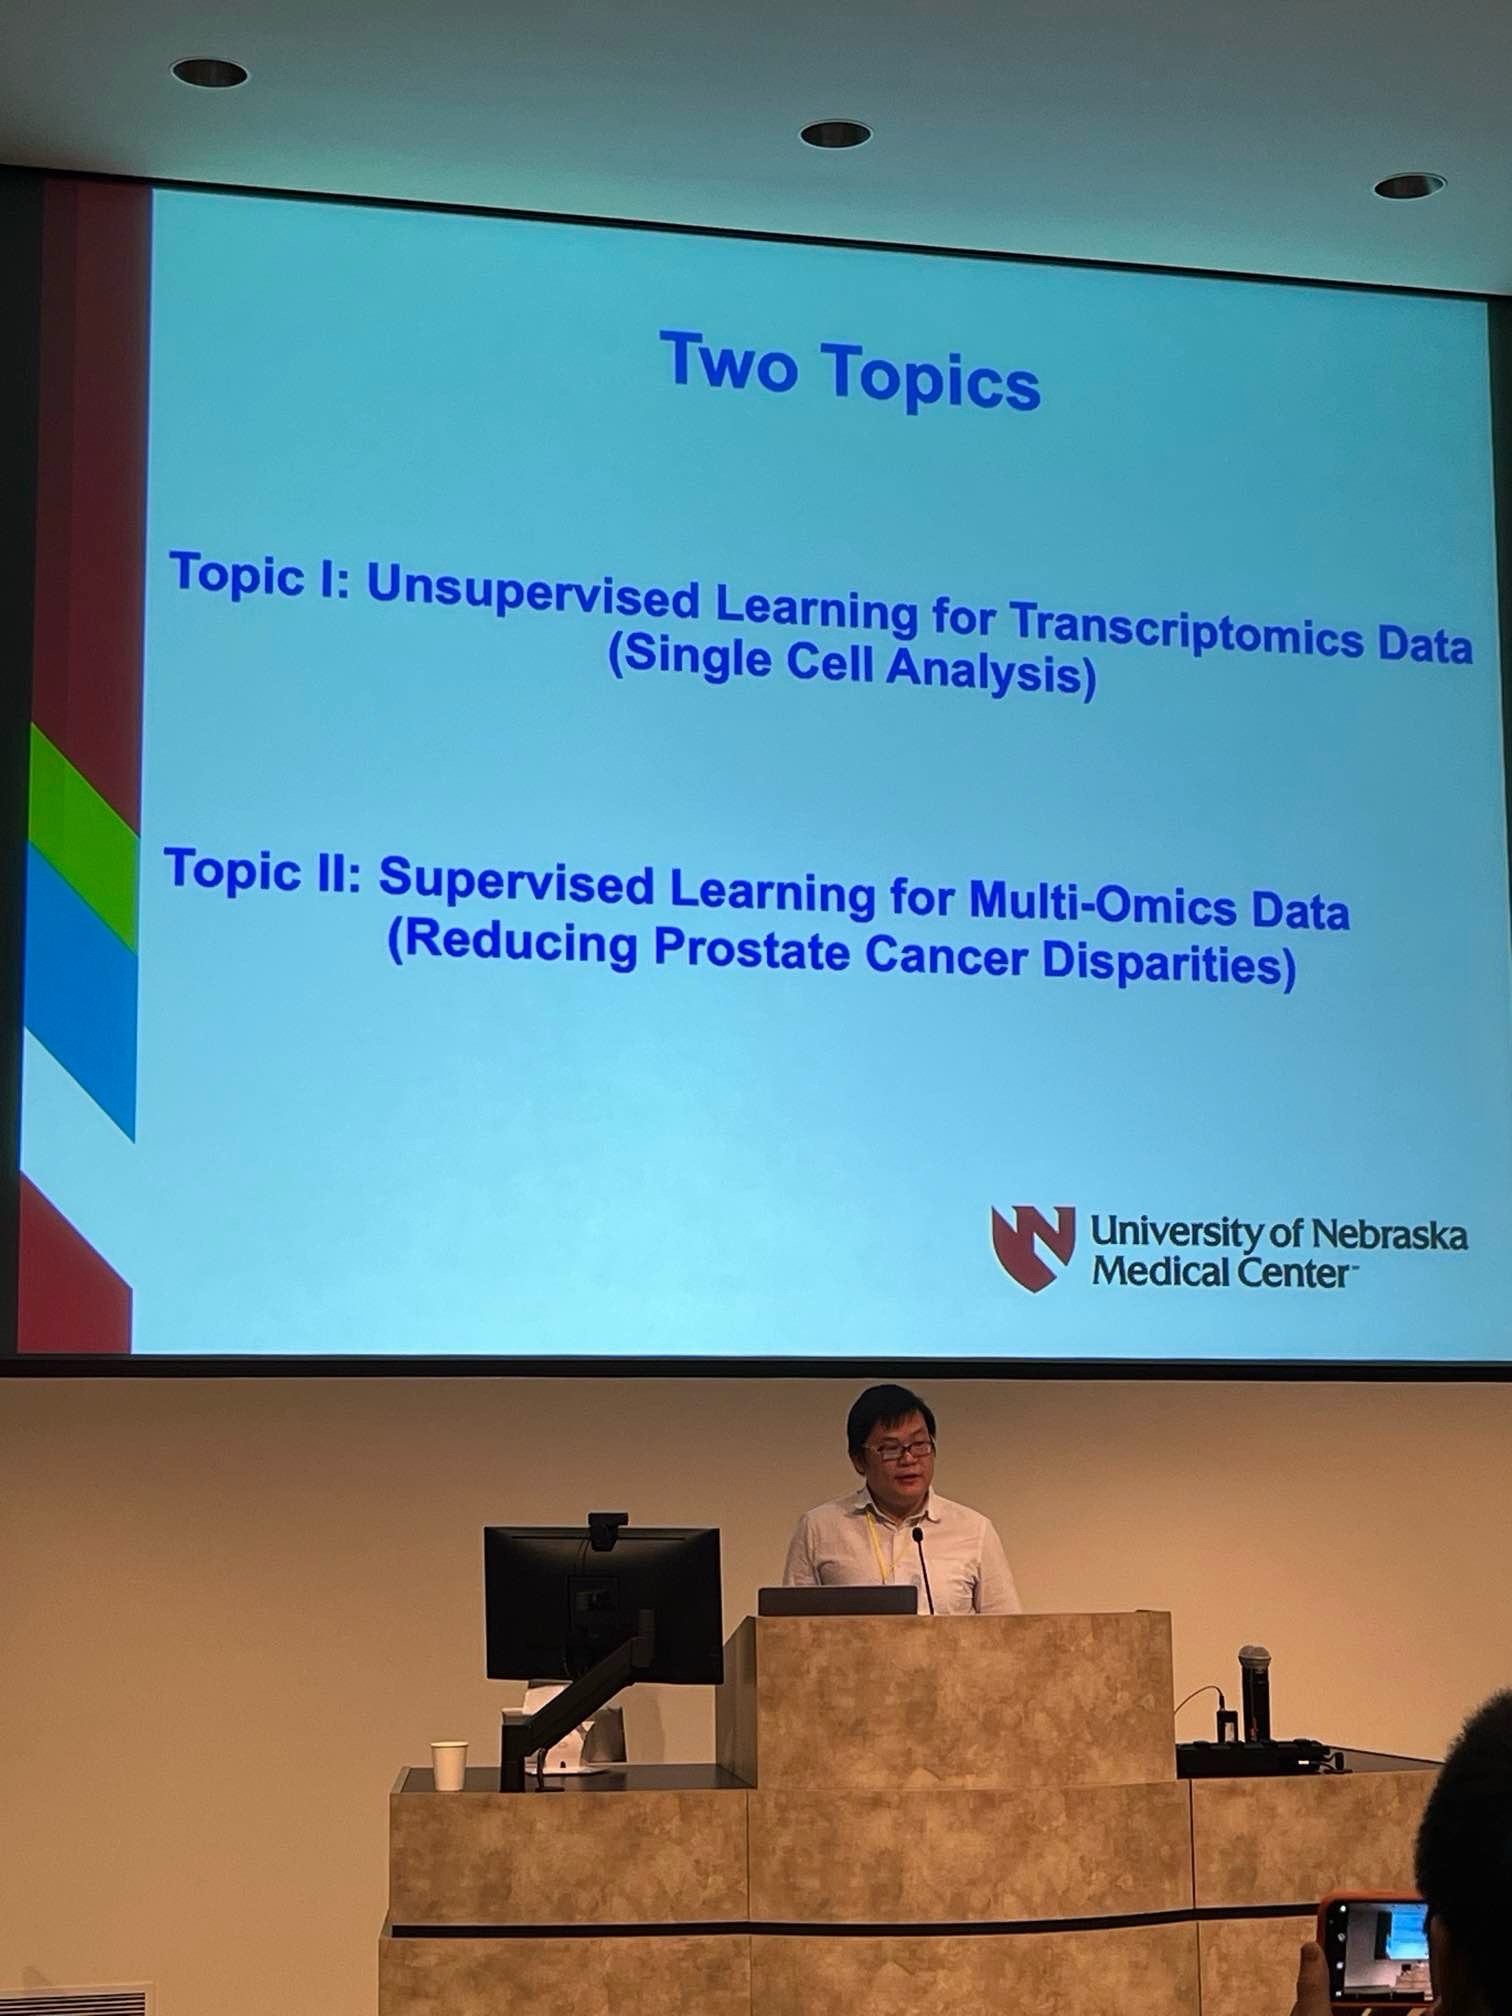 Two Topics
Topic I: Unsupervised Learning for Transcriptomics Data
(Single Cell Analysis)
Topic II: Supervised Learning for Multi-Omics Data
(Reducing Prostate Cancer Disparities)
University of Nebraska
Medical Center